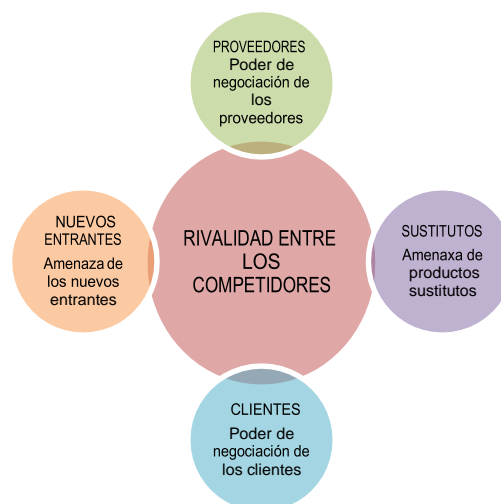 PROVEEDORES
Poder de
negociación de
los
proveedores
NUEVOS
ENTRANTES
Amenaza de
los nuevos
entrantes
RIVALIDAD ENTRE
LOS
COMPETIDORES
SUSTITUTOS
Amenaxa de
productos
sustitutos
CLIENTES
Poder de
negociación de
los clientes